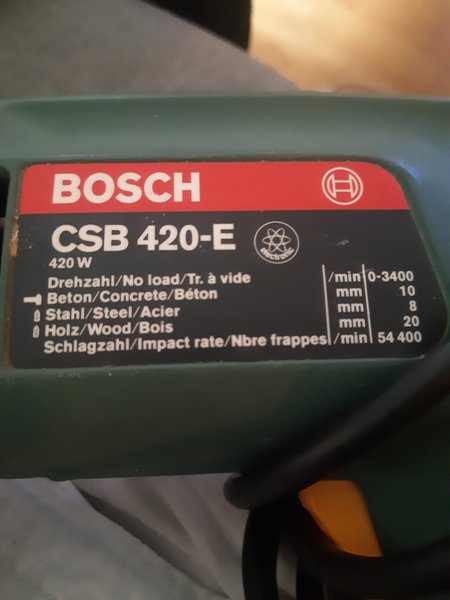 BOSCH
CSB 420-E
electronic
420 W
Drehzahl/No load/Tr. à vide /min 0-3400
Beton/Concrete/Béton mm 10
Stahl/Steel/Acier mm 8
Holz/Wood/Bois mm 20
Schlagzahl/Impact rate/Nbre frappes /min 54 400